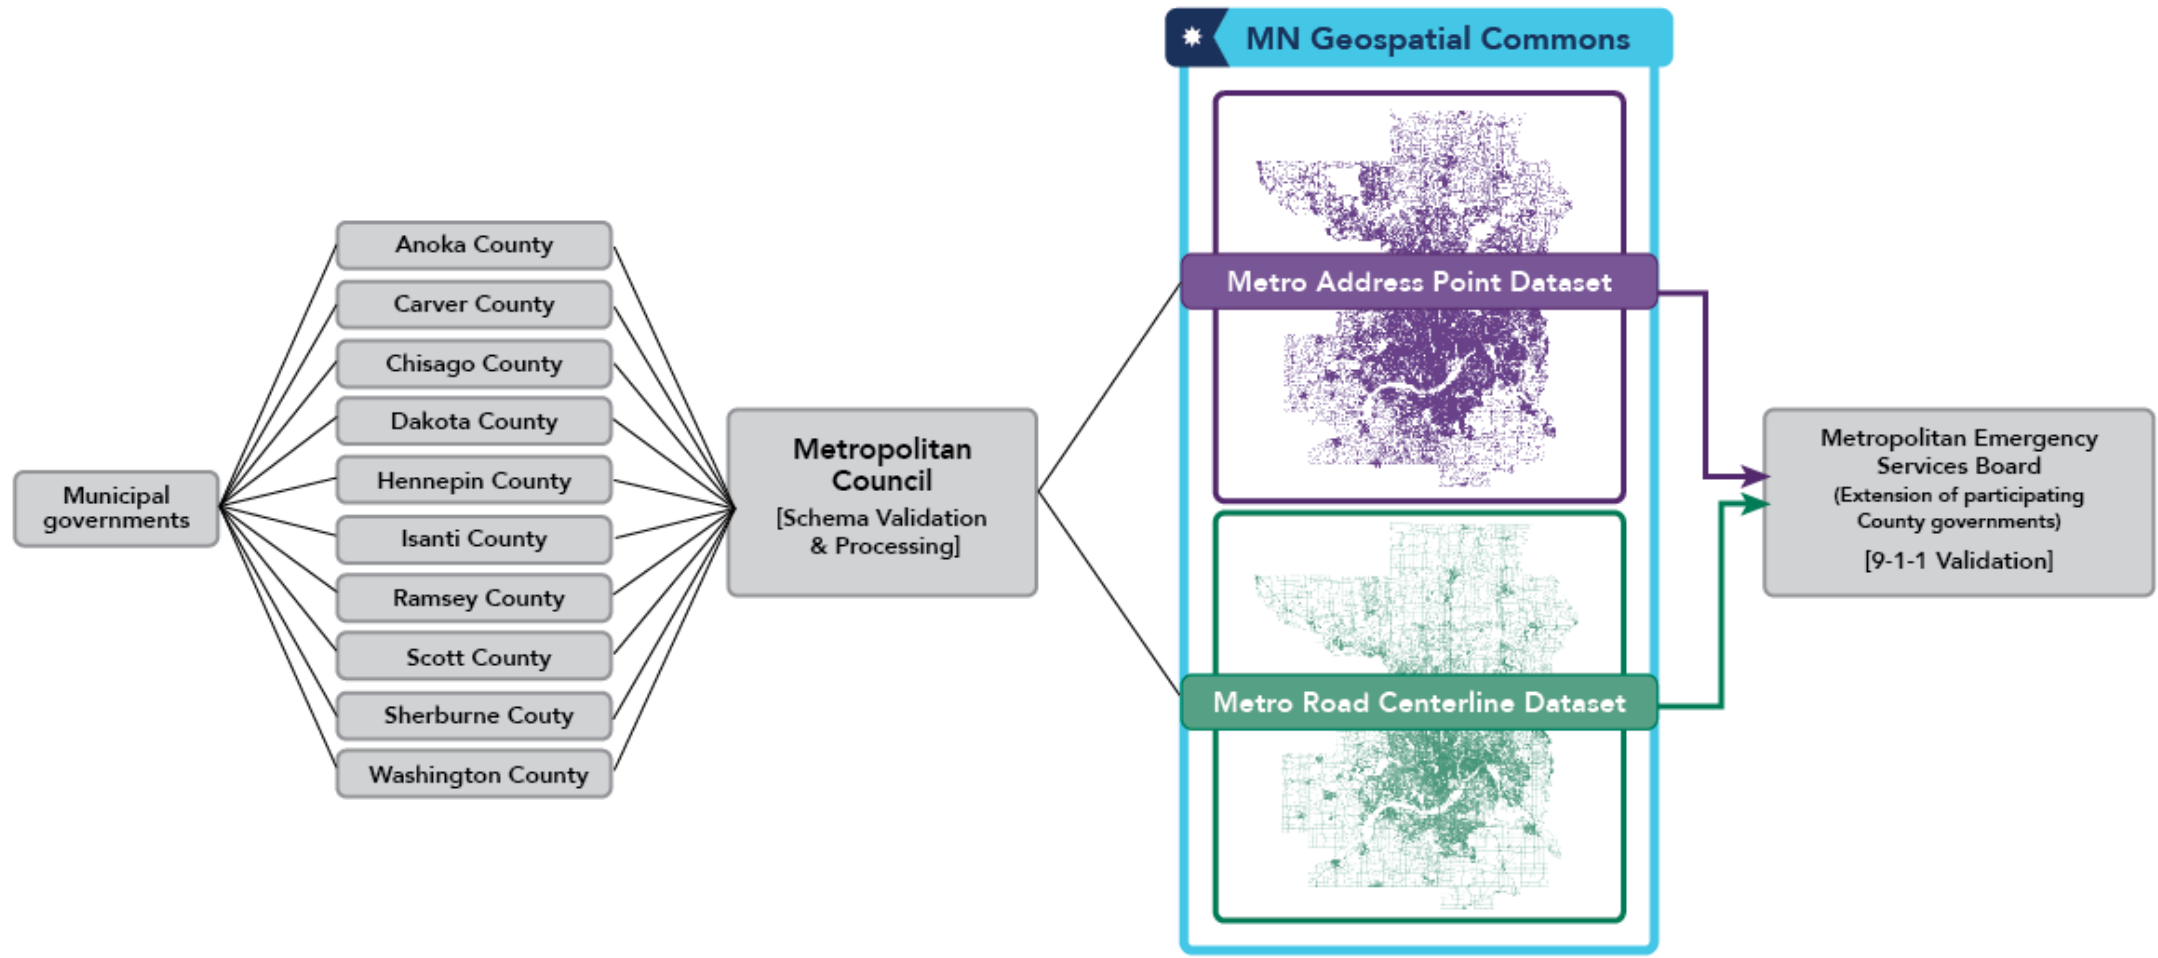 MN Geospatial Commons
Municipal
governments
Anoka County
Carver County
Chisago County
Dakota County
Hennepin County
Isanti County
Ramsey County
Scott County
Sherburne Couty
Washington County
Metropolitan
Council
[Schema Validation
& Processing]
Metro Address Point Dataset
Metro Road Centerline Dataset
Metropolitan Emergency
Services Board
(Extension of participating
County governments)
[9-1-1 Validation]